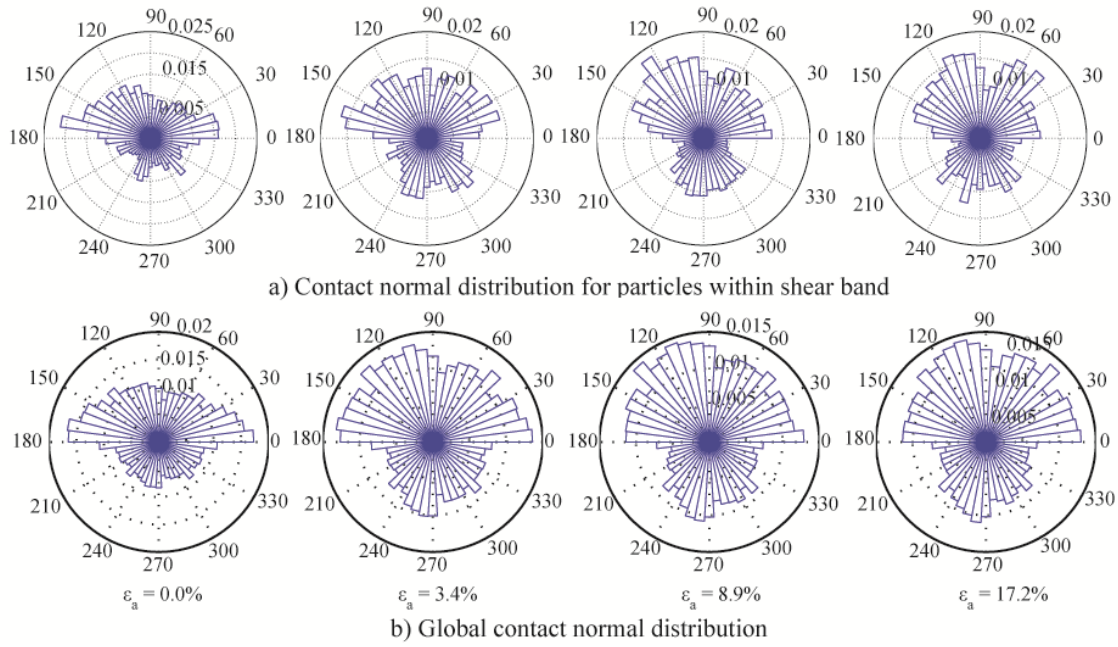 90 0.025 90 0.02 90 0.02 90 0.02
120 60 120 60 120 60 120 60
0.015 0.01 0.01 0.01
150 30 150 30 150 30 150 30
0.005
180 0 180 0 180 0 180 0
210 330 210 330 210 330 210 330
240 300 240 300 240 300 240 300
270 270 270 270
a) Contact normal distribution for particles within shear band
90 0.02 90 90 0.015 90
120 60 120 60 120 60 120 60
0.015 0.01 0.015
150 0.01 30 150 30 150 0.005 30 150 0.01 30
0.005
180 0 180 0 180 0 180 0
210 330 210 330 210 330 210 330
240 300 240 300 240 300 240 300
270 270 270 270
εa = 0.0% εa = 3.4% εa = 8.9% εa = 17.2%
b) Global contact normal distribution